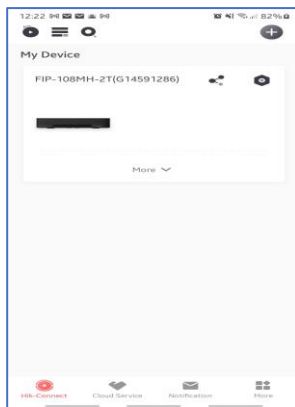 12:22 82%
My Device
FIP-108MH-2T(G14591286)
More
Hik-Connect Cloud Service Notification More